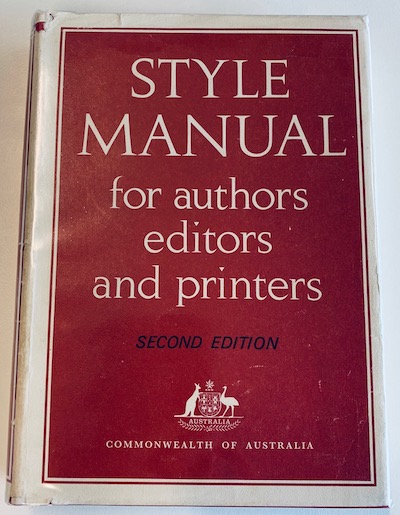 STYLE
MANUAL
for authors
editors
and printers
SECOND EDITION
AUSTRALIA
COMMONWEALTH OF AUSTRALIA